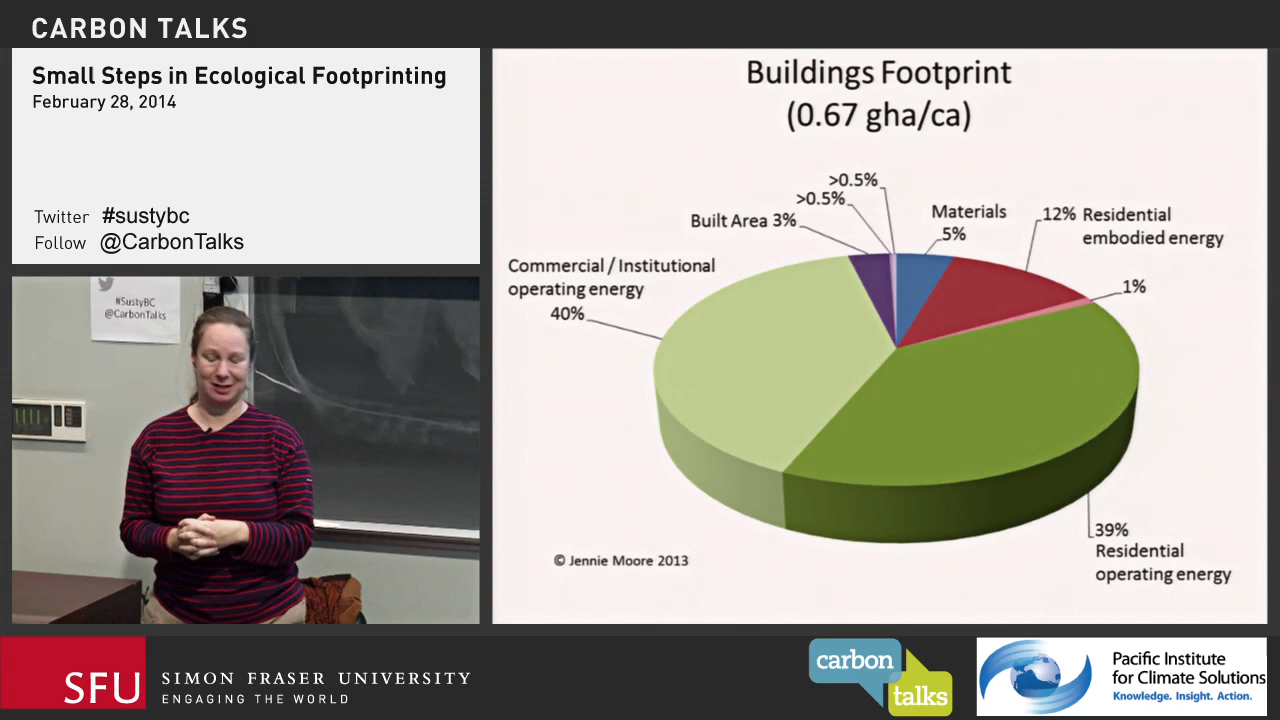 CARBON TALKS
Small Steps in Ecological Footprinting
February 28, 2014
Twitter #sustybc
Follow @CarbonTalks
#SustyBC
@CarbonTalks
Buildings Footprint
(0.67 gha/ca)
>0.5%
>0.5%
Built Area 3%
Materials
5%
12% Residential
embodied energy
1%
Commercial / Institutional
operating energy
40%
39%
Residential
operating energy
© Jennie Moore 2013
SFU
SIMON FRASER UNIVERSITY
ENGAGING THE WORLD
carbon
talks
Pacific Institute
for Climate Solutions
Knowledge. Insight. Action.